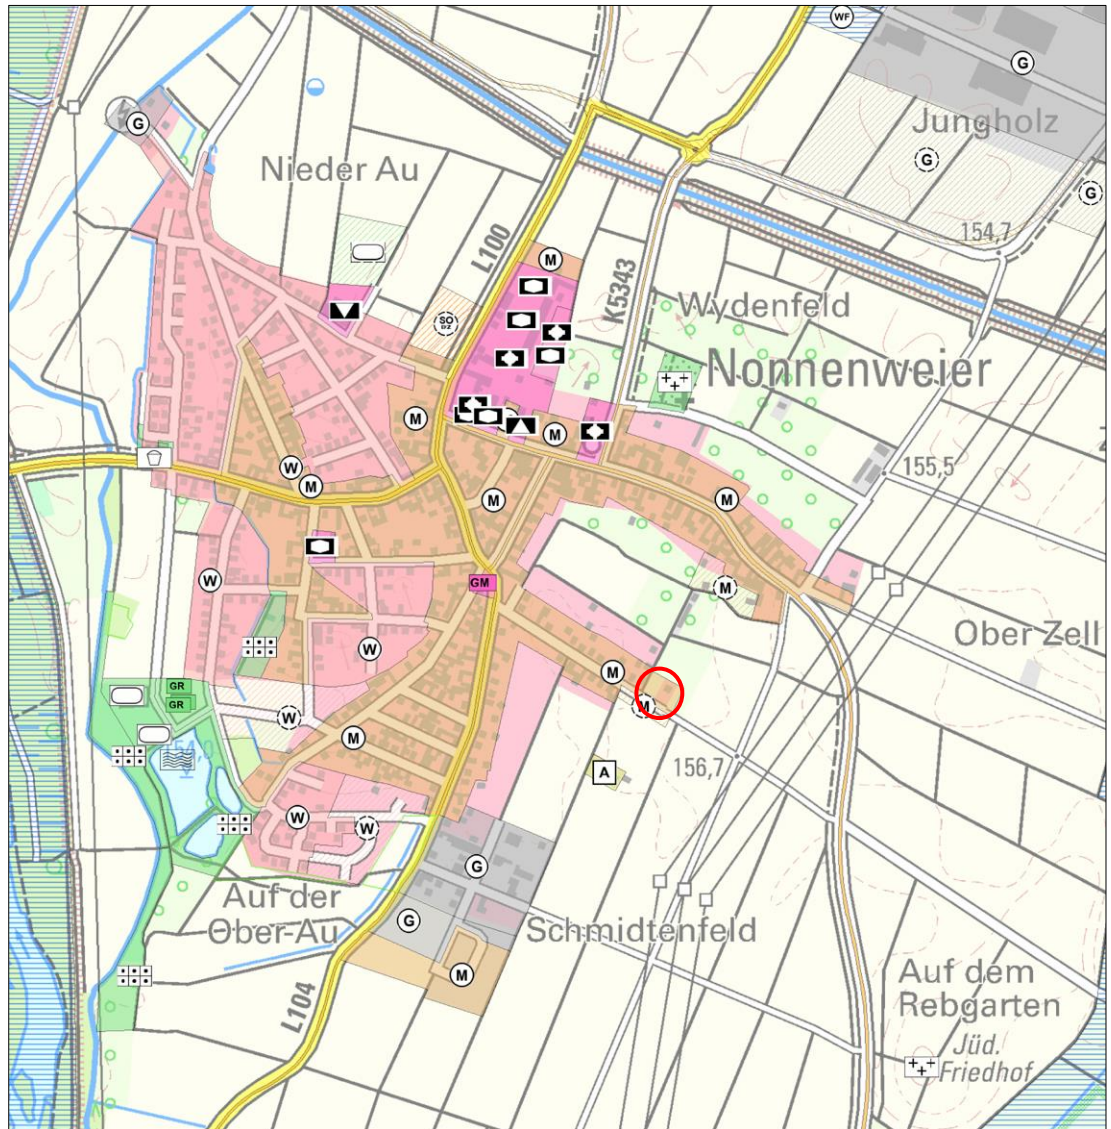 WF
G
Jungholz
G
Nieder Au
G
G
154,7
L100
M
K5343
Wydenfeld
SO
Nonnenweier
M
M
W
M
M
M
155,5
GM
W
M
Ober Zell
W
M
GR
GR
W
M
M
156,7
A
W
W
G
Auf der
Ober-Au
G
Schmidtenfeld
M
L104
Auf dem
Rebgarten
Jüd.
Friedhof